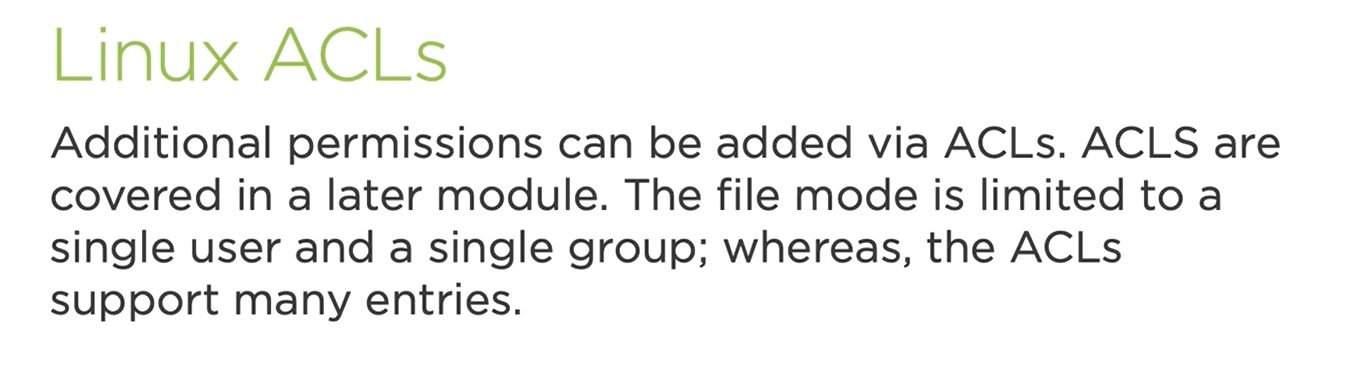 Linux ACLs
Additional permissions can be added via ACLs. ACLS are
covered in a later module. The file mode is limited to a
single user and a single group; whereas, the ACLs
support many entries.